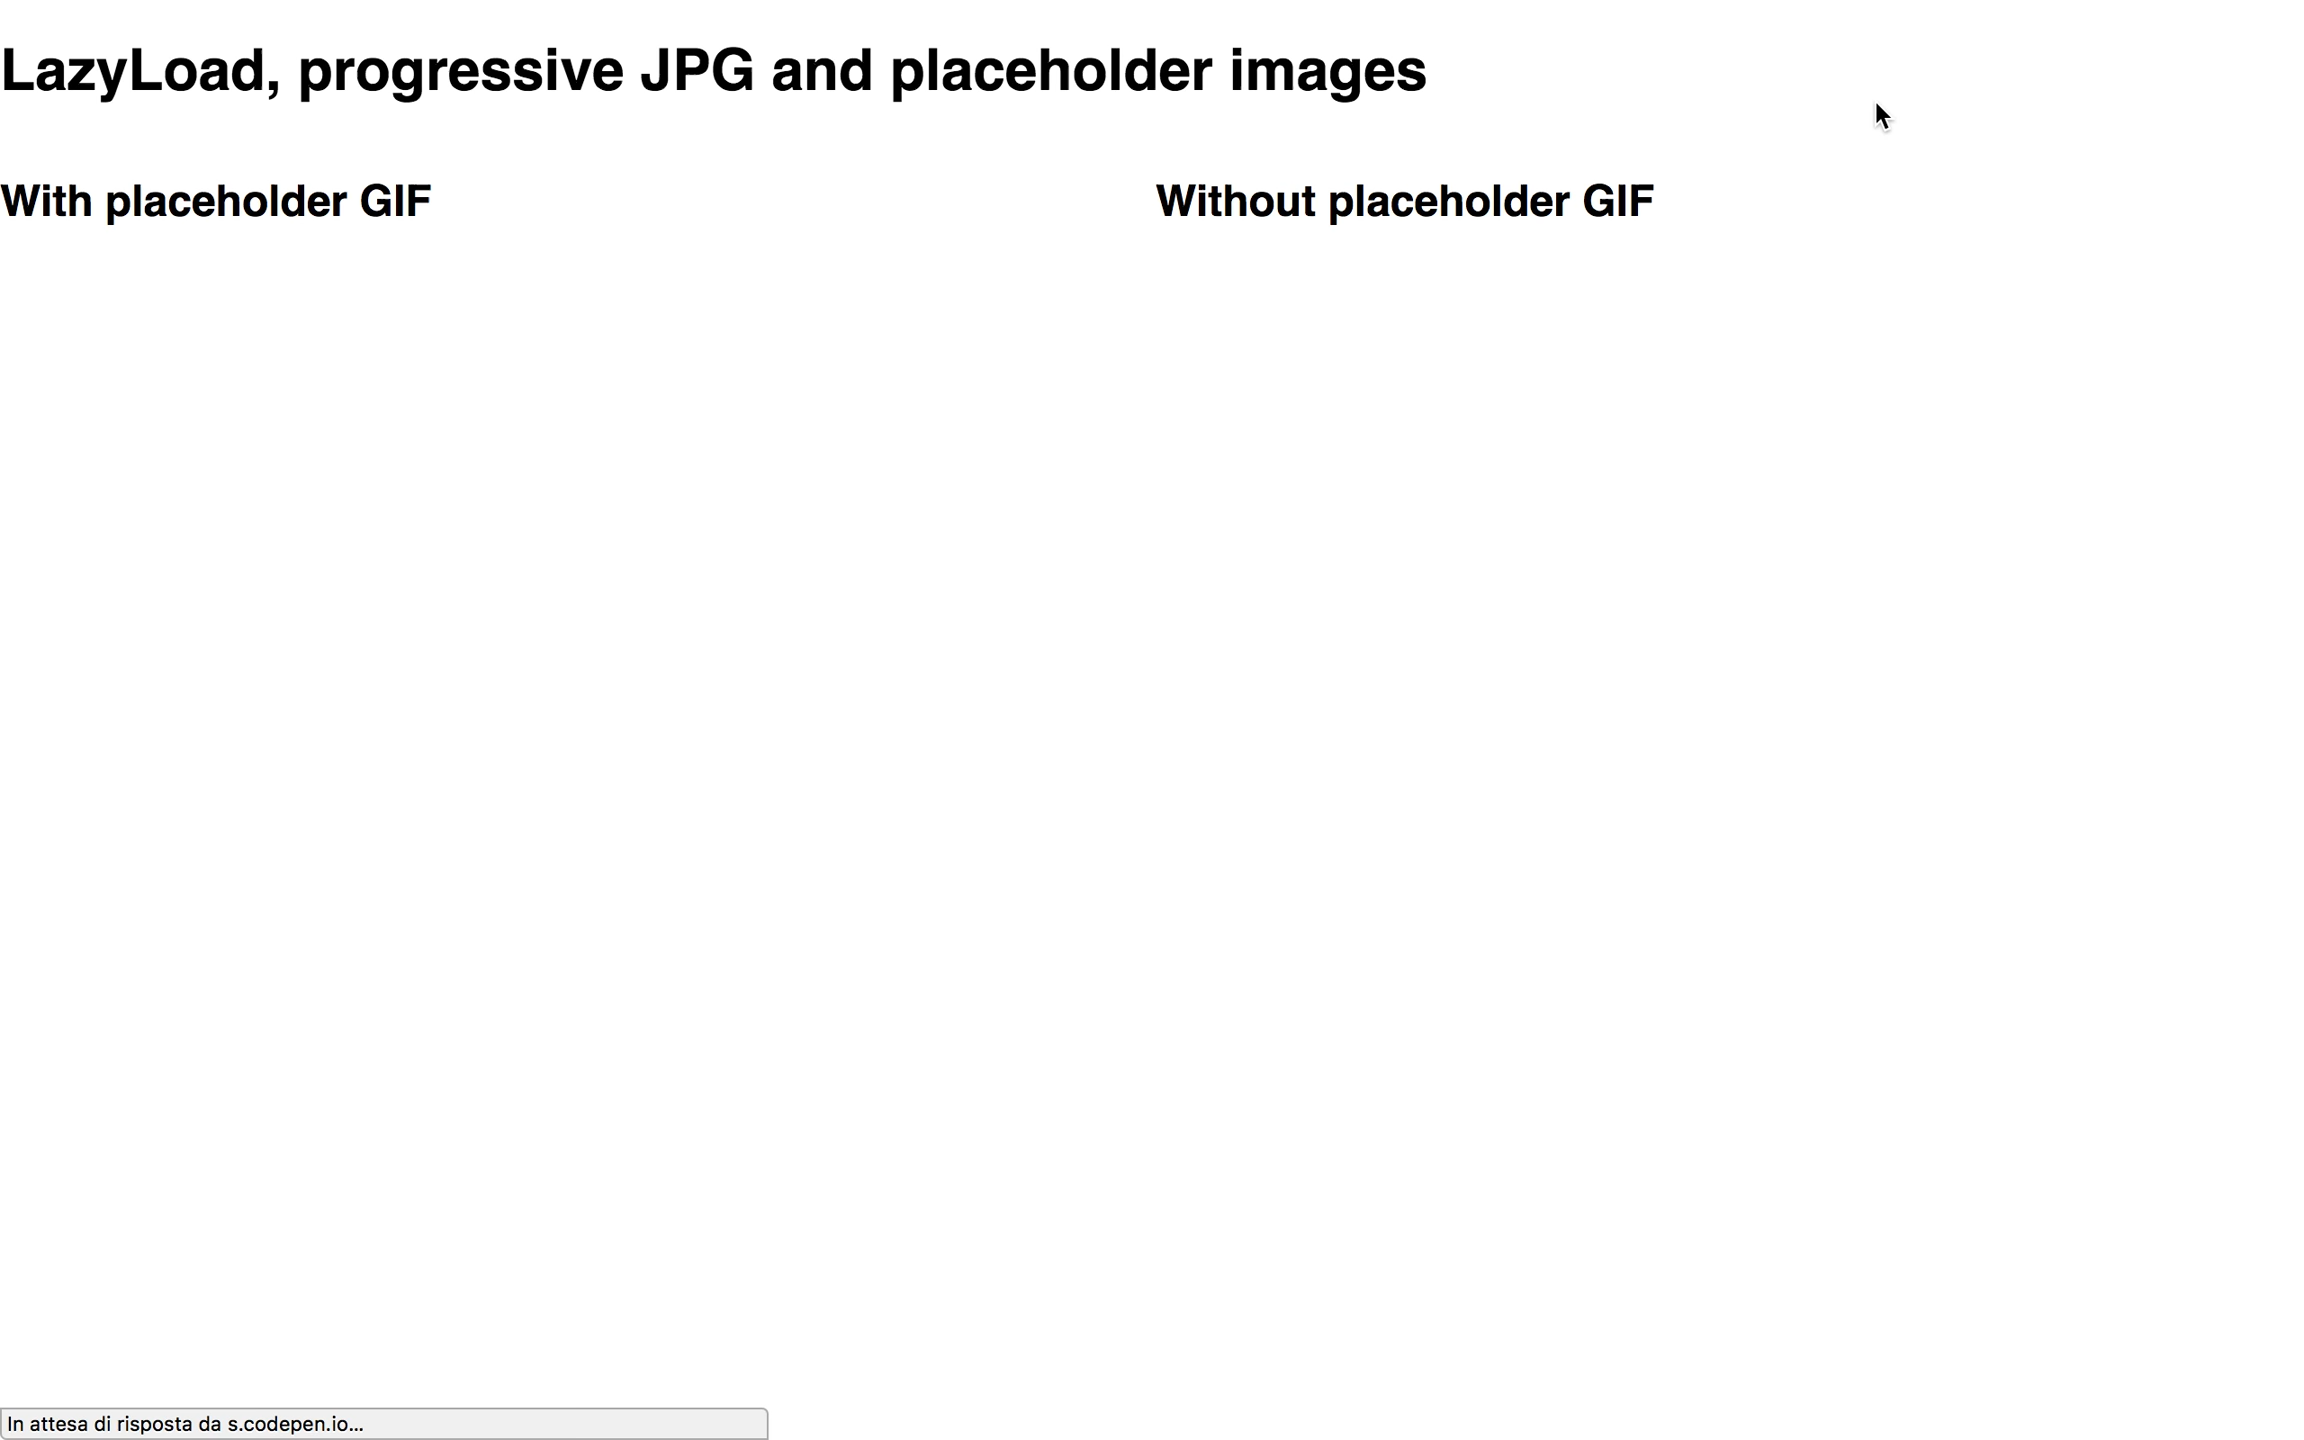 LazyLoad, progressive JPG and placeholder images
With placeholder GIF
Without placeholder GIF
In attesa di risposta da s.codepen.io...